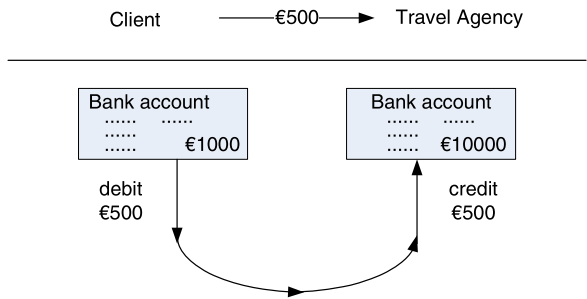 Client €500 Travel Agency
Bank account
...... ......
......
...... €1000
Bank account
...... ......
......
...... €10000
debit
€500
credit
€500